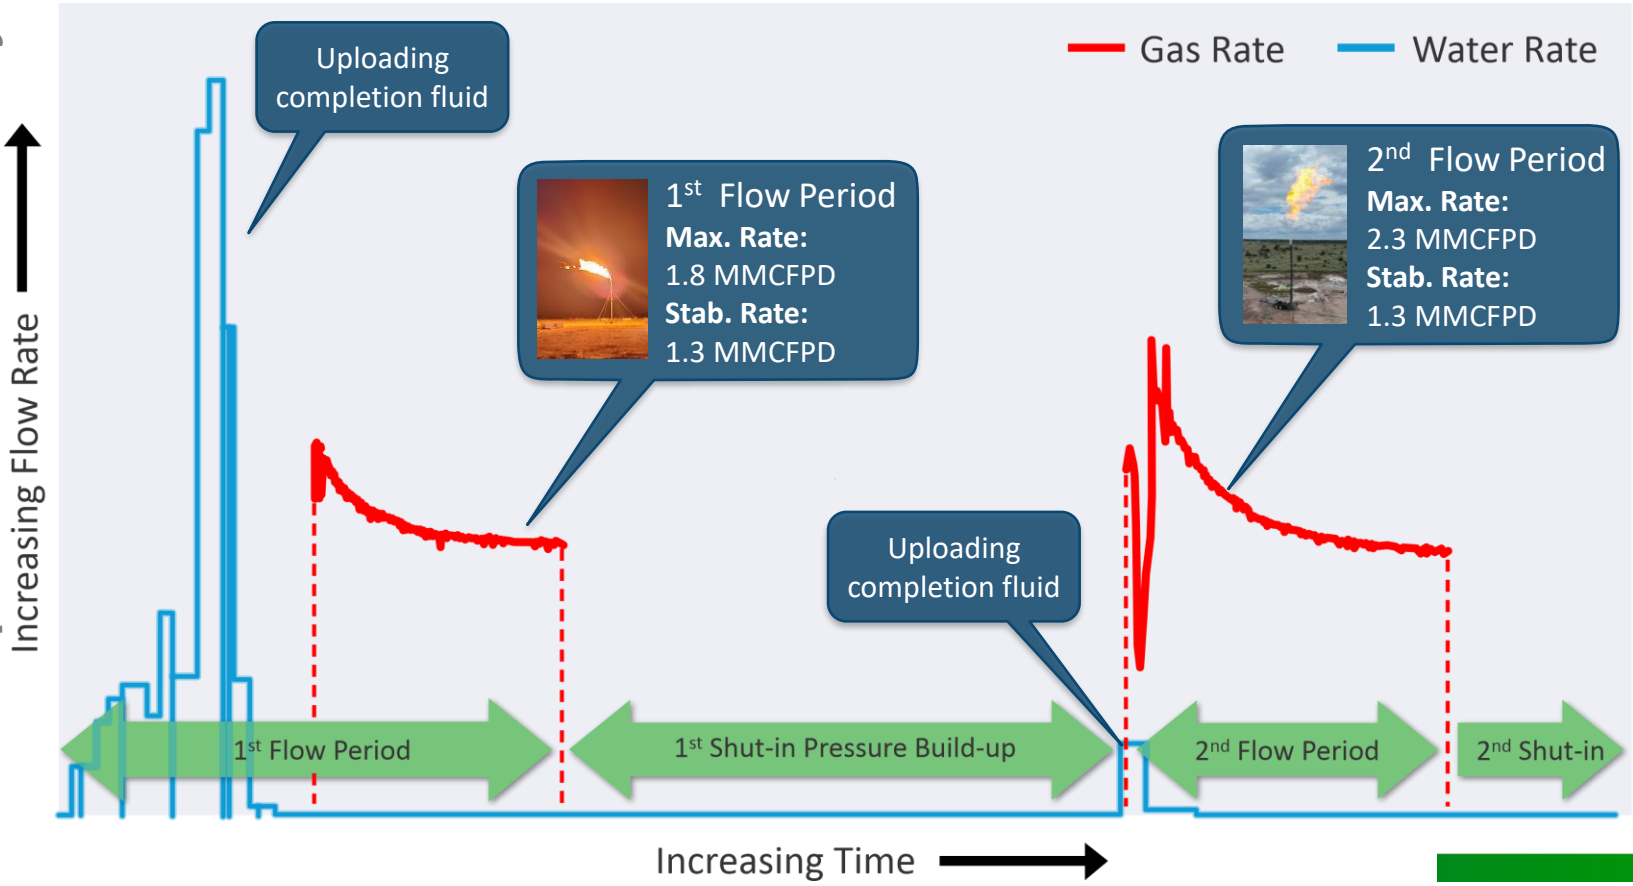 Uploading
completion fluid
Gas Rate
Water Rate
1st Flow Period
Max. Rate:
1.8 MMCFPD
Stab. Rate:
1.3 MMCFPD
2nd Flow Period
Max. Rate:
2.3 MMCFPD
Stab. Rate:
1.3 MMCFPD
Increasing Flow Rate
Uploading
completion fluid
1st Flow Period
1st Shut-in Pressure Build-up
2nd Flow Period
2nd Shut-in
Increasing Time